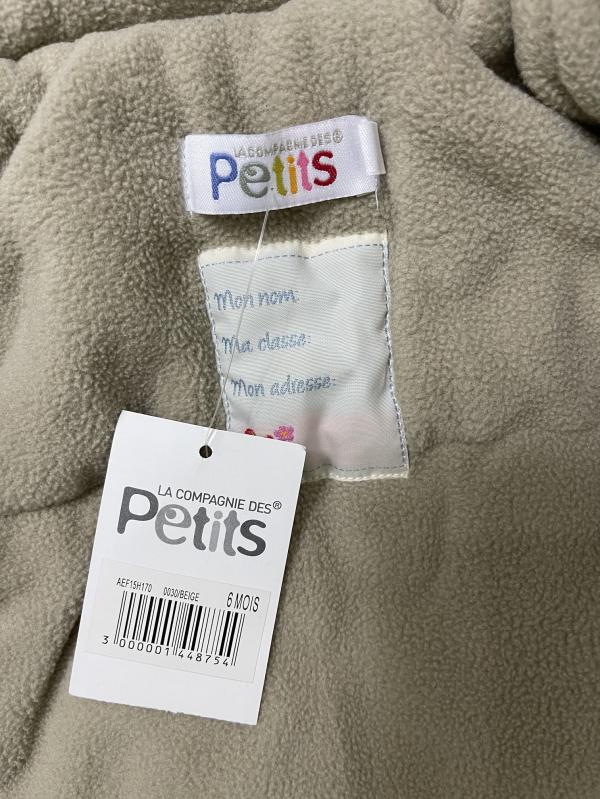 LA COMPAGNIE DES®
Petits
Mon nom:
Ma classe:
Mon adresse:
LA COMPAGNIE DES®
Petits
AEF15H170 0030/BEIGE 6 MOIS
3 000001 448754